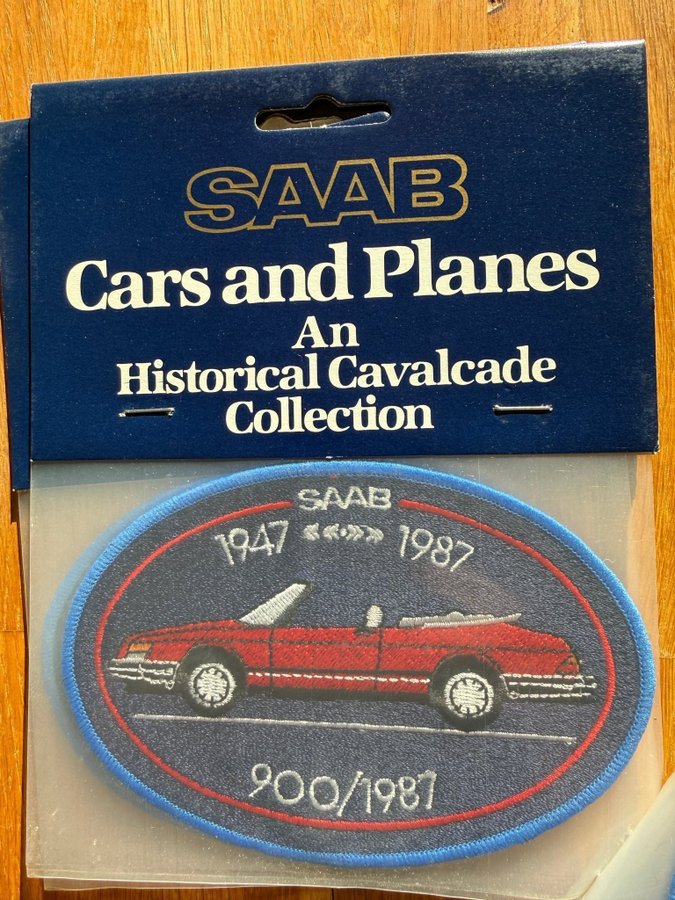 SAAB
Cars and Planes
An
Historical Cavalcade
Collection
SAAB
1947 1987
900/1987